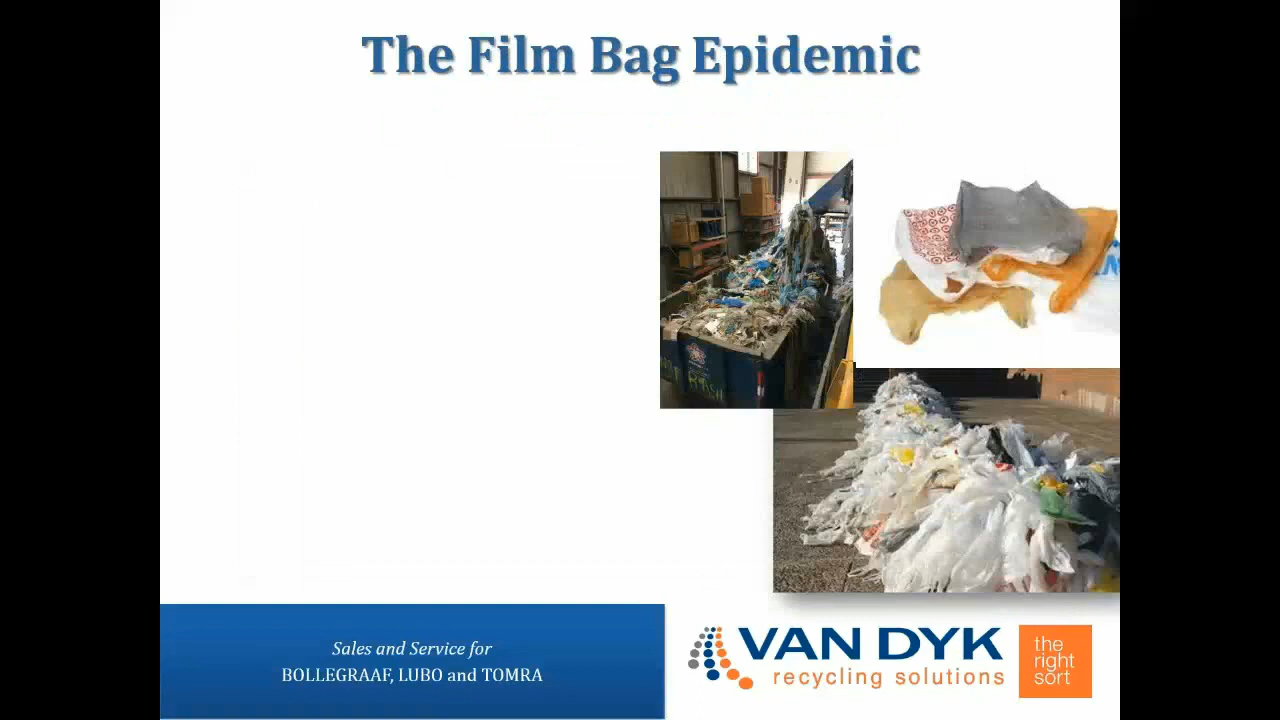 The Film Bag Epidemic
Sales and Service for
BOLLEGRAAF, LUBO and TOMRA
VAN DYK
recycling solutions
the
right
sort